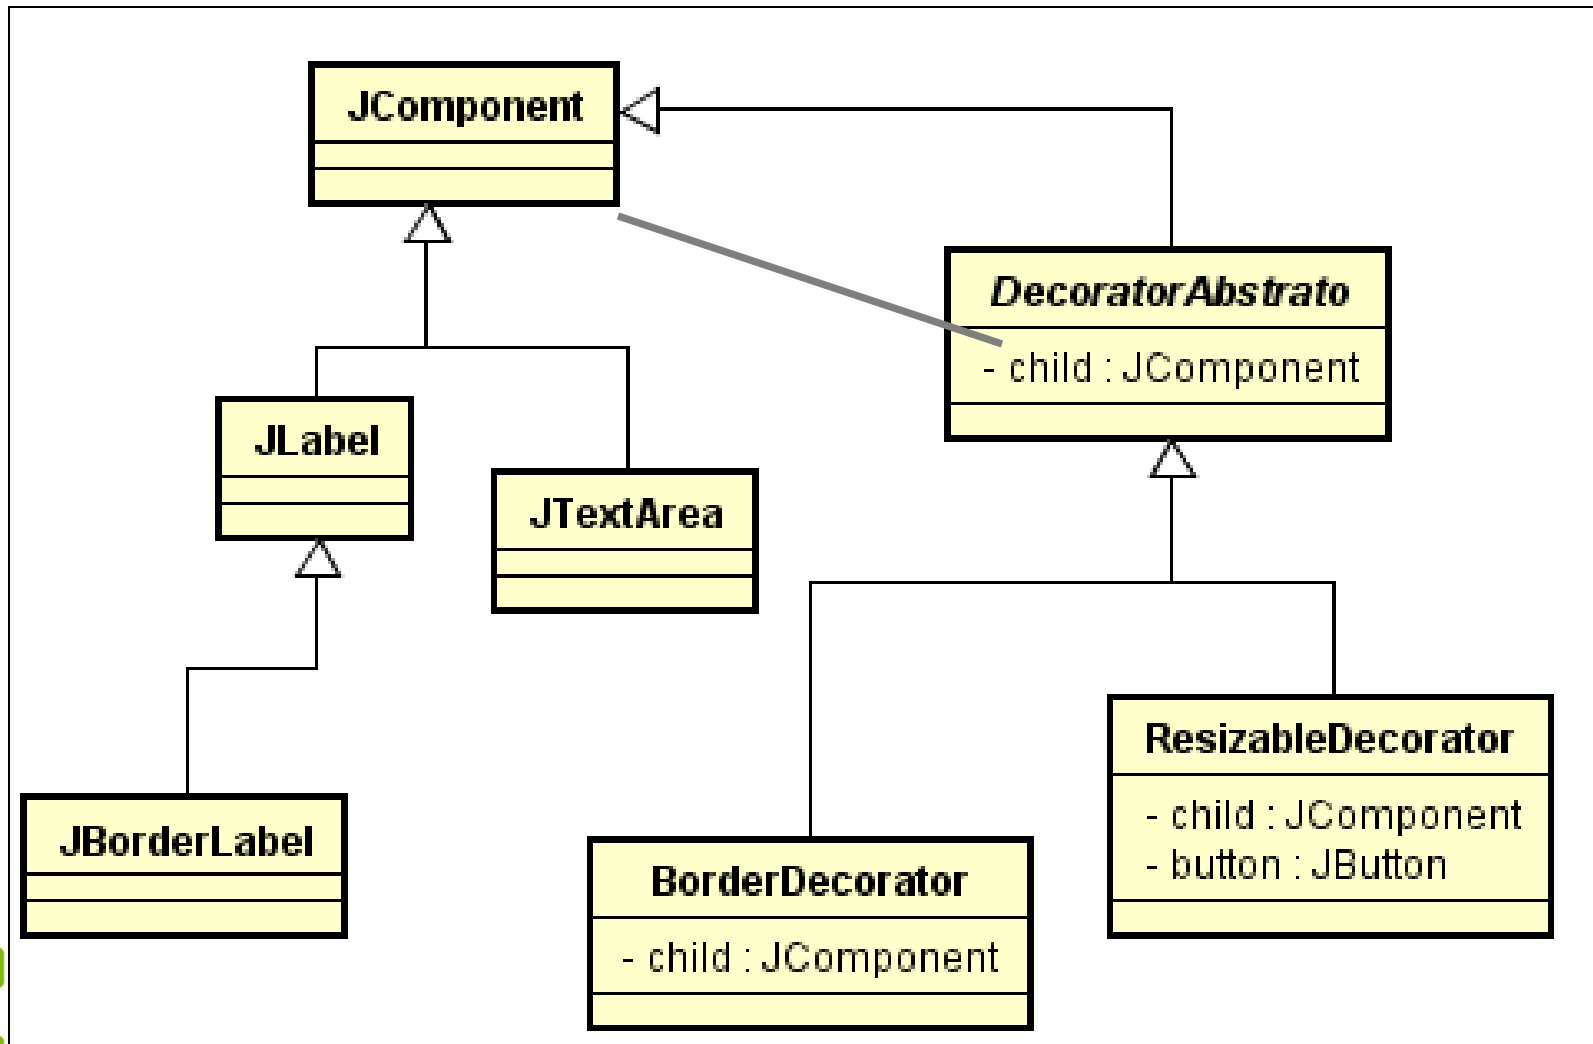 JComponent
DecoratorAbstrato
- child : JComponent
JLabel
JTextArea
JBorderLabel
BorderDecorator
- child : JComponent
ResizableDecorator
- child : JComponent
- button : JButton